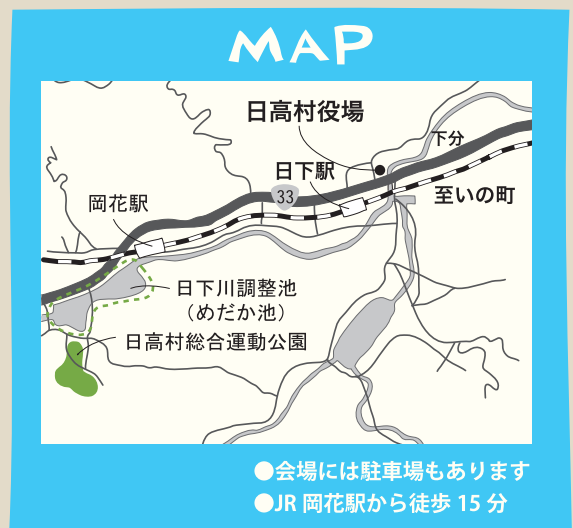 MAP
日高村役場
下分
日下駅
33
至いの町
岡花駅
日下川調整池
（めだか池）
日高村総合運動公園
●会場には駐車場もあります
●JR 岡花駅から徒歩 15 分